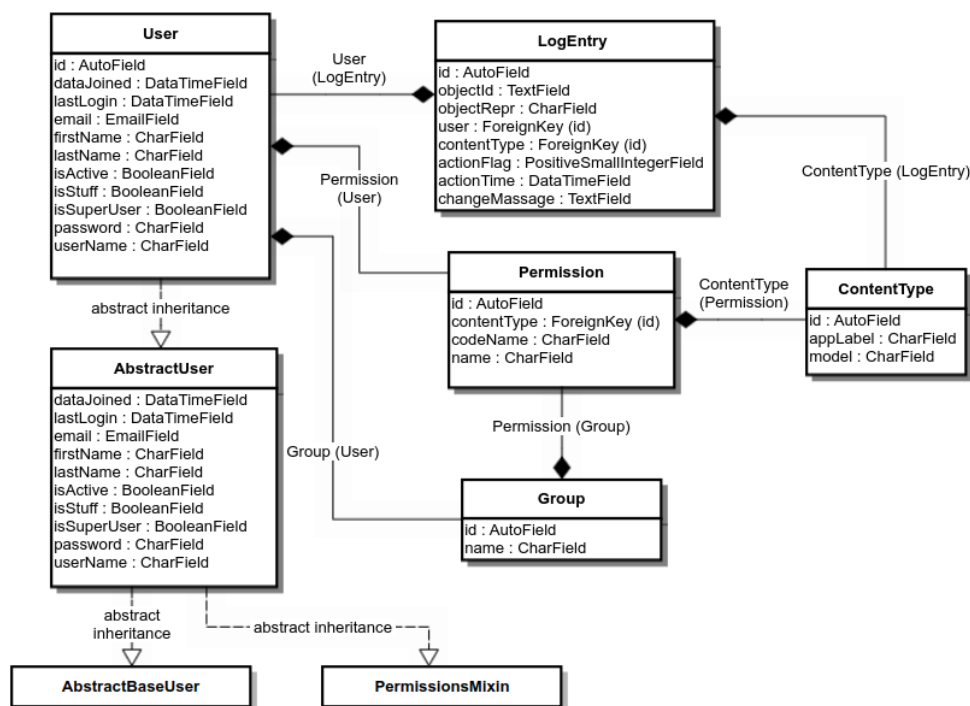 User
id : AutoField
dataJoined : DataTimeField
lastLogin : DataTimeField
email : EmailField
firstName : CharField
lastName : CharField
isActive : BooleanField
isStuff : BooleanField
isSuperUser : BooleanField
password : CharField
userName : CharField
User
(LogEntry)
LogEntry
id : AutoField
objectId : TextField
objectRepr : CharField
user : ForeignKey (id)
contentType : ForeignKey (id)
actionFlag : PositiveSmallIntegerField
actionTime : DataTimeField
changeMassage : TextField
Permission
(User)
ContentType (LogEntry)
Permission
id : AutoField
contentType : ForeignKey (id)
codeName : CharField
name : CharField
ContentType
(Permission)
ContentType
id : AutoField
appLabel : CharField
model : CharField
abstract inheritance
AbstractUser
dataJoined : DataTimeField
lastLogin : DataTimeField
email : EmailField
firstName : CharField
lastName : CharField
isActive : BooleanField
isStuff : BooleanField
isSuperUser : BooleanField
password : CharField
userName : CharField
Group (User)
Permission (Group)
Group
id : AutoField
name : CharField
abstract
inheritance
abstract inheritance
AbstractBaseUser
PermissionsMixin